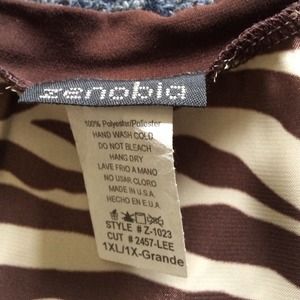 zenobia
100% Polyester/Poliester
HAND WASH COLD
DO NOT BLEACH
HANG DRY
LAVE FRIO A MANO
NO USAR CLORO
MADE IN U.S.A.
HECHO EN E.U.A.
STYLE # Z-1023
CUT # 2457-LEE
1XL/1X-Grande